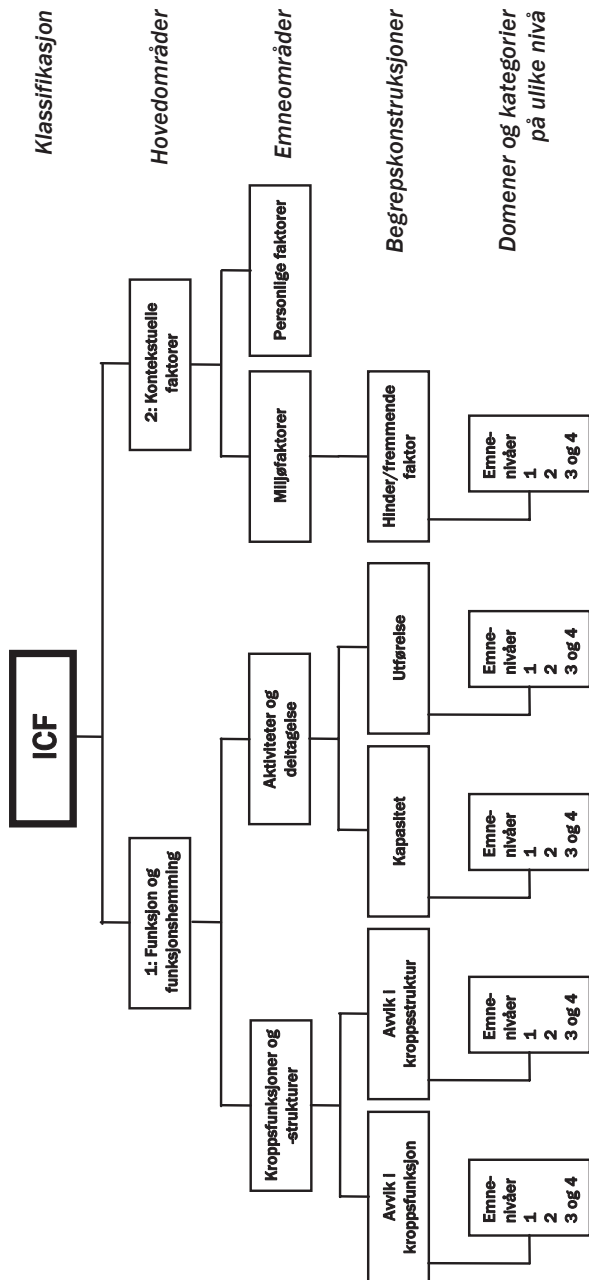 Klassifikasjon
ICF
Hovedområder
1: Funksjon og
funksjonshemming
2: Kontekstuelle
faktorer
Emneområder
Kroppsfunksjoner og
-strukturer
Aktiviteter og
deltagelse
Miljøfaktorer
Personlige faktorer
Begrepskonstruksjoner
Avvik i
kroppsfunksjon
Avvik i
kroppsstruktur
Kapasitet
Utførelse
Hinder/fremmende
faktor
Domener og kategorier
på ulike nivå
Emne-
nivåer
1
2
3 og 4
Emne-
nivåer
1
2
3 og 4
Emne-
nivåer
1
2
3 og 4
Emne-
nivåer
1
2
3 og 4
Emne-
nivåer
1
2
3 og 4